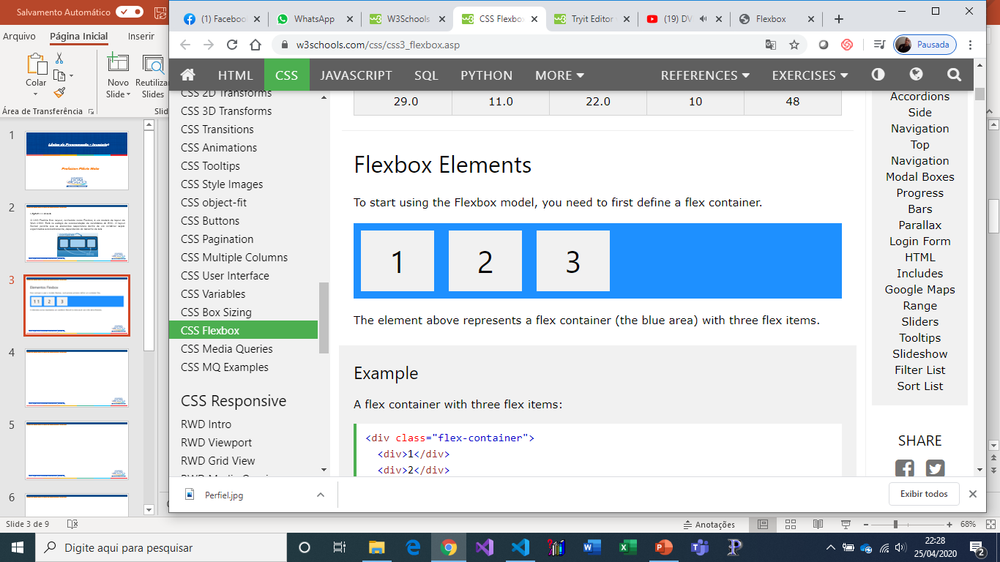 Salvamento Automático
Arquivo
Página Inicial
Inserir
Colar
Novo
Slide
Reutilizar
Slides
Área de Transferência
Slid
1
2
3
Elementos Flexbox
1 1
2
3
4
5
6
Slide 3 de 9
(1) Facebook
WhatsApp
W3Schools
CSS Flexbox
Tryit Editor
(19) DV
Flexbox
w3schools.com/css/css3_flexbox.asp
Pausada
HTML
CSS
JAVASCRIPT
SQL
PYTHON
MORE
REFERENCES
EXERCISES
CSS 2D Transforms
CSS 3D Transforms
CSS Transitions
CSS Animations
CSS Tooltips
CSS Style Images
CSS object-fit
CSS Buttons
CSS Pagination
CSS Multiple Columns
CSS User Interface
CSS Variables
CSS Box Sizing
CSS Flexbox
CSS Media Queries
CSS MQ Examples
CSS Responsive
RWD Intro
RWD Viewport
RWD Grid View
29.0 11.0 22.0 10 48
Flexbox Elements
To start using the Flexbox model, you need to first define a flex container.
1 2 3
The element above represents a flex container (the blue area) with three flex items.
Example
A flex container with three flex items:
<div class="flex-container">
<div>1</div>
<div>2</div>
Accordions
Side
Navigation
Top
Navigation
Modal Boxes
Progress
Bars
Parallax
Login Form
HTML
Includes
Google Maps
Range
Sliders
Tooltips
Slideshow
Filter List
Sort List
SHARE
Perfiel.jpg
Exibir todos
Anotações
68%
Digite aqui para pesquisar
22:28
25/04/2020
2